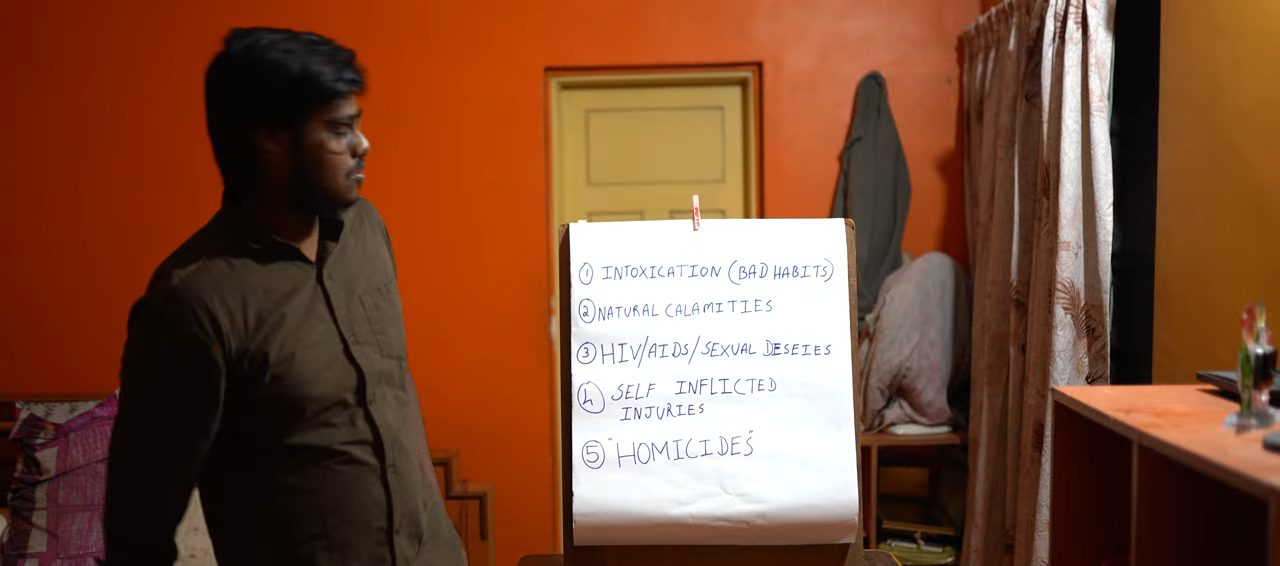 ① INTOXICATION (BAD HABITS)
② NATURAL CALAMITIES
③ HIV/AIDS/SEXUAL DESEIES
④ SELF INFLICTED
INJURIES
⑤ "HOMICIDES"